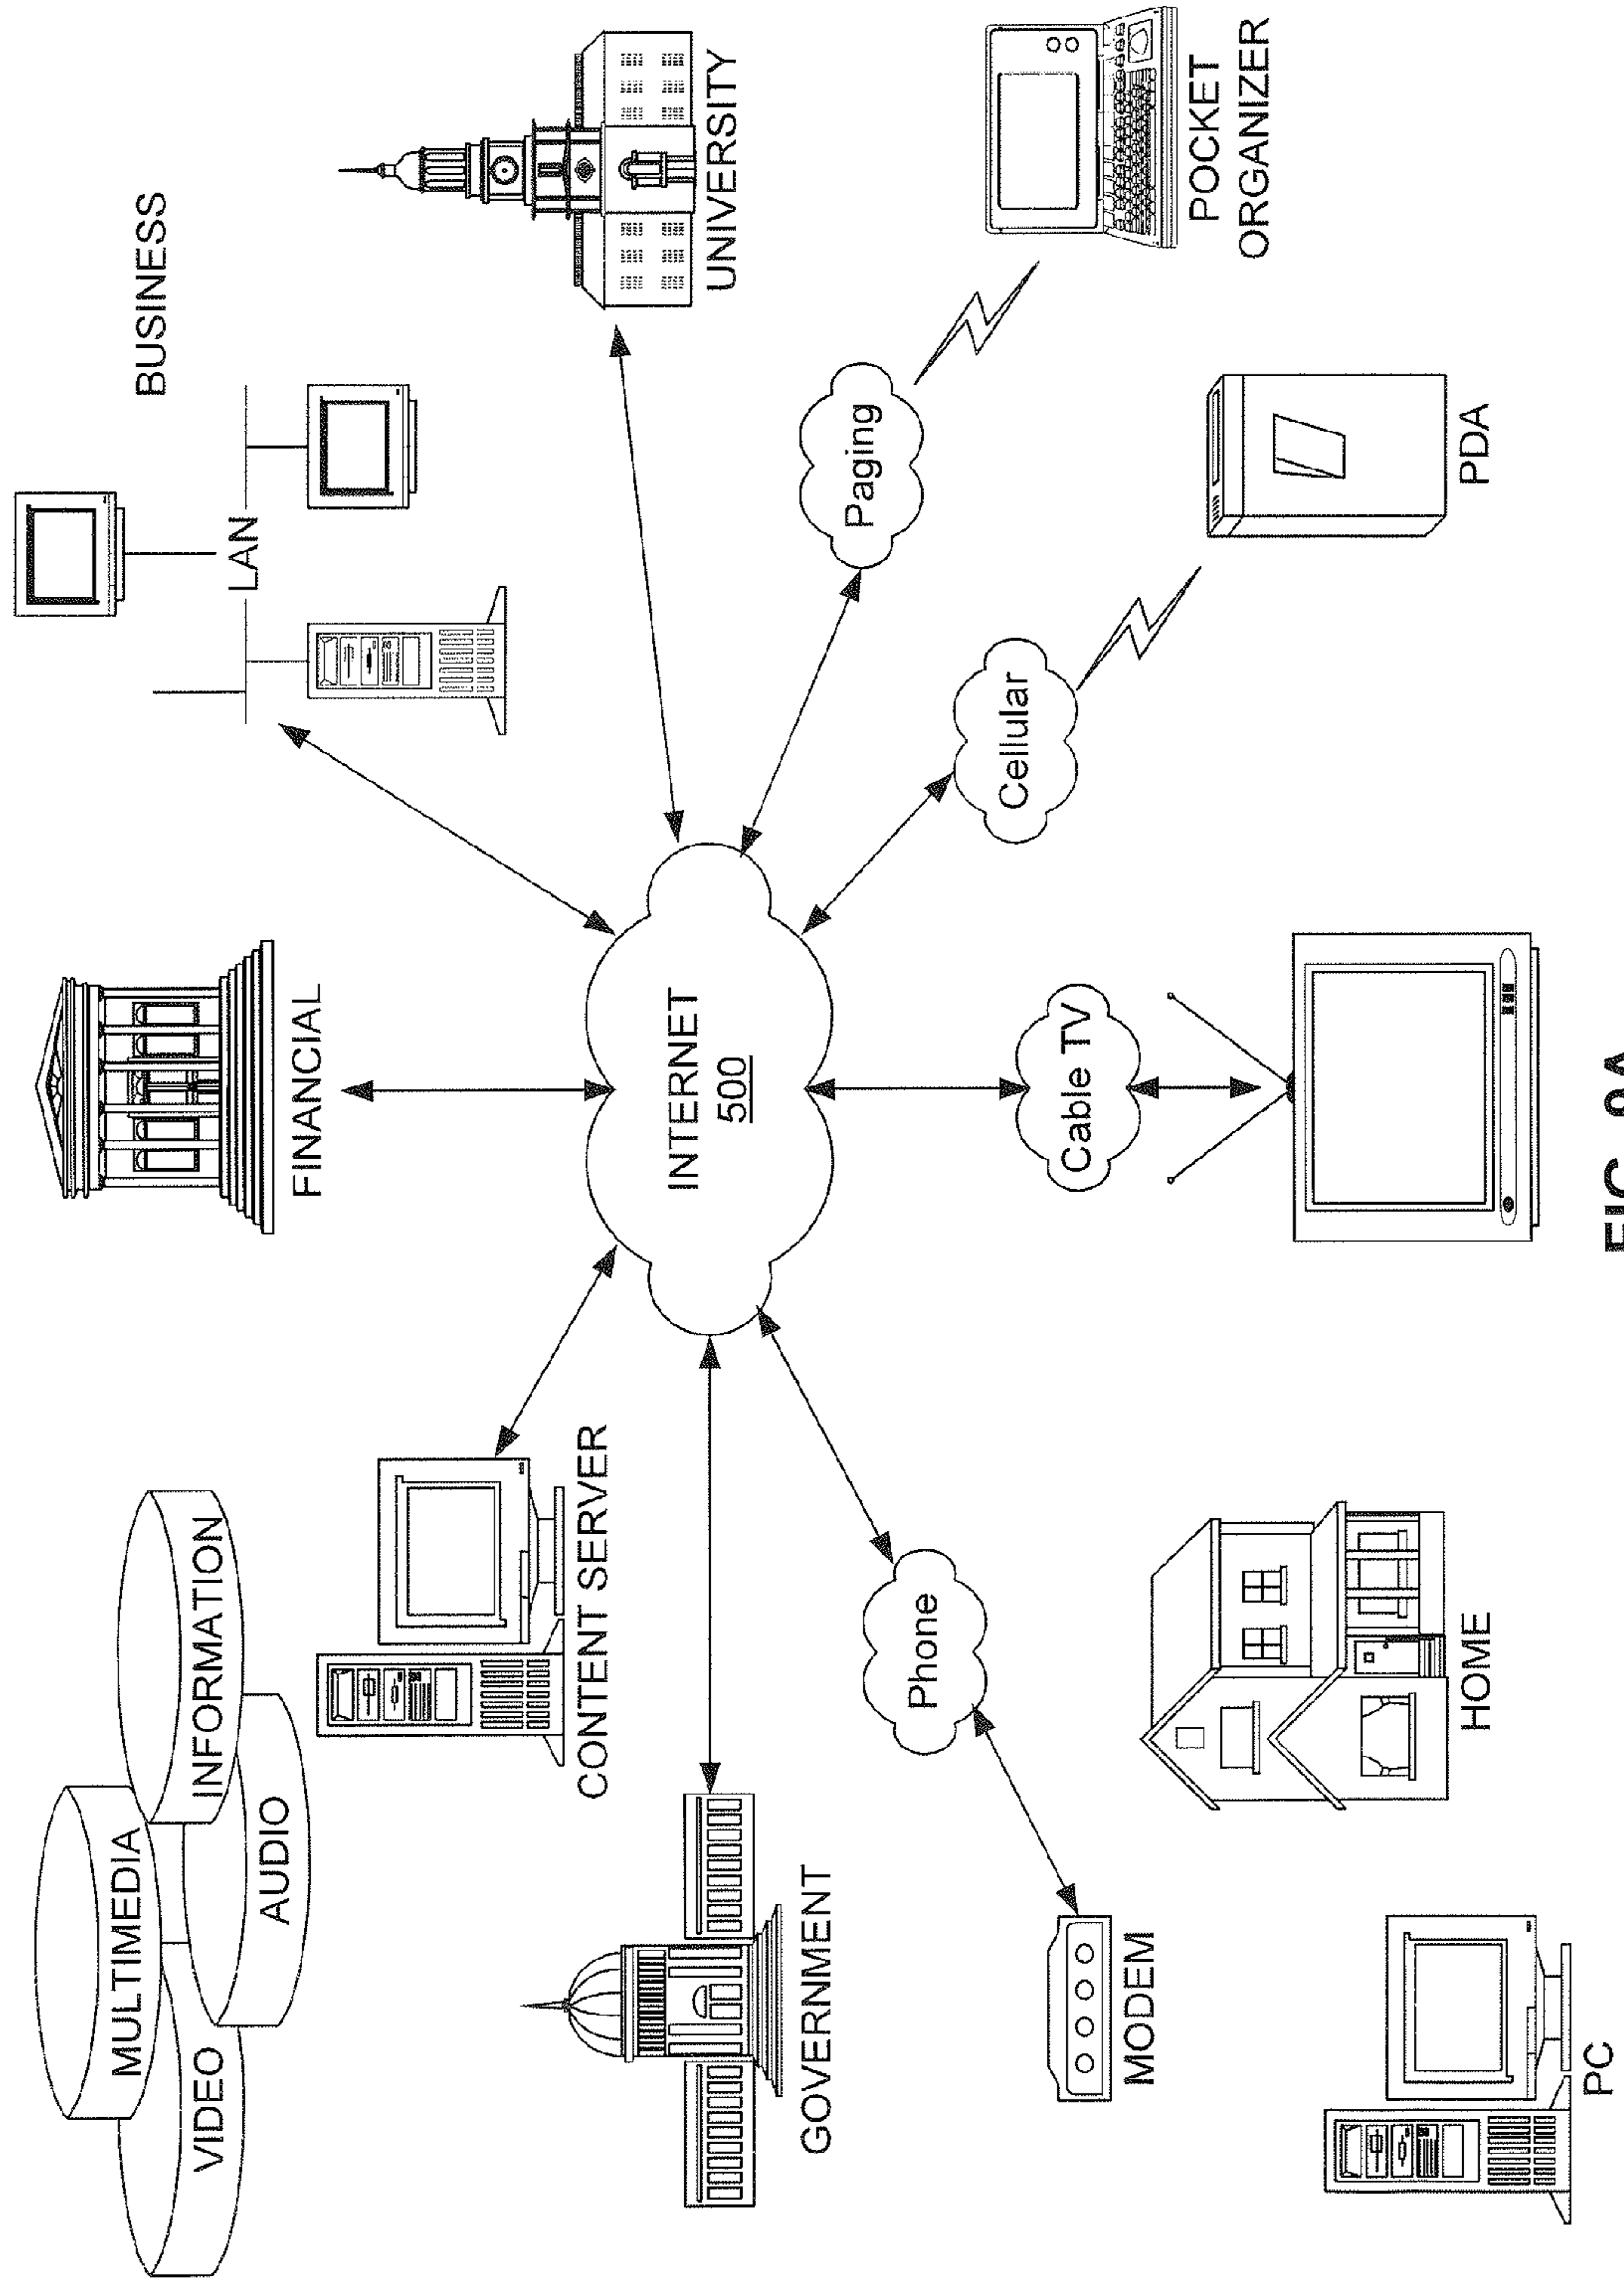 MULTIMEDIA
VIDEO
INFORMATION
AUDIO
CONTENT SERVER
FINANCIAL
BUSINESS
LAN
UNIVERSITY
GOVERNMENT
INTERNET
500
Phone
Cable TV
Cellular
Paging
POCKET
ORGANIZER
MODEM
HOME
PDA
PC